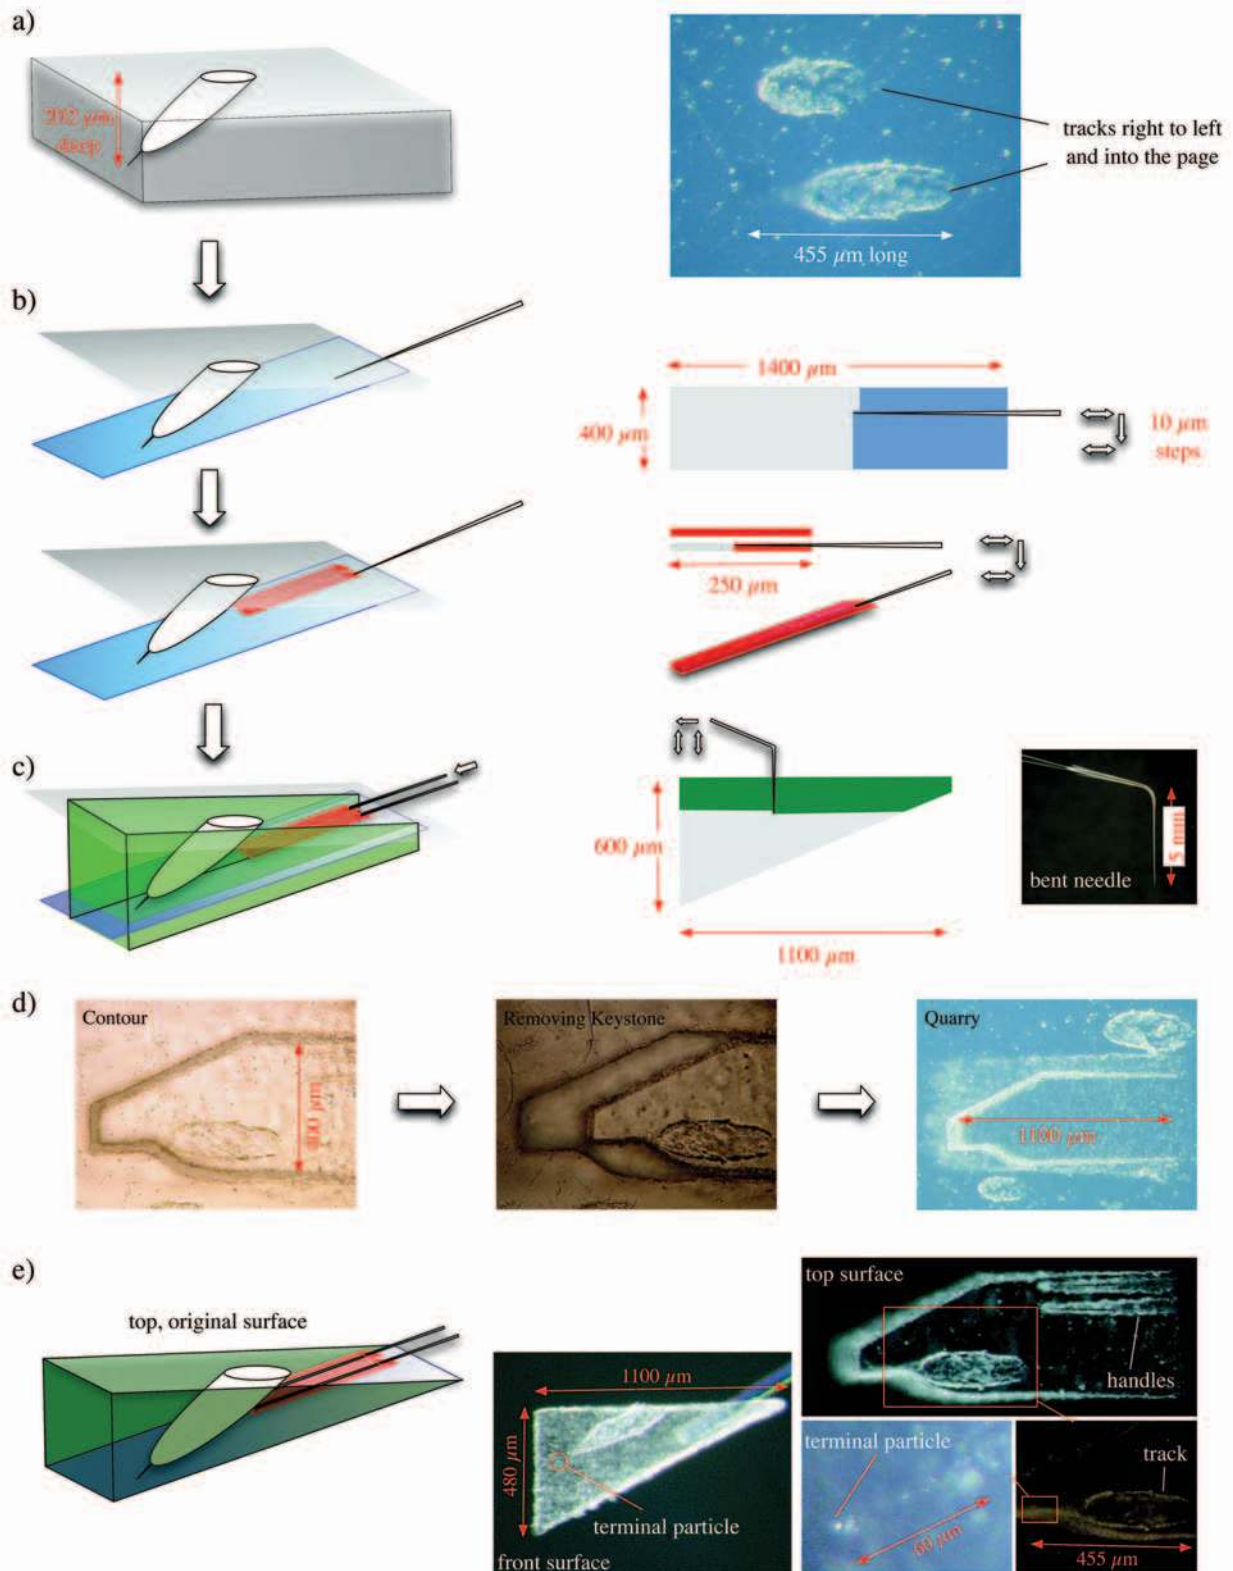 a)
202 µm
deep
tracks right to left
and into the page
455 µm long
b)
1400 µm
400 µm
10 µm
steps
250 µm
c)
600 µm
1100 µm
5 mm
bent needle
d)
Contour
Removing Keystone
Quarry
1100 µm
e)
top, original surface
1100 µm
480 µm
terminal particle
front surface
top surface
handles
terminal particle
60 µm
track
455 µm